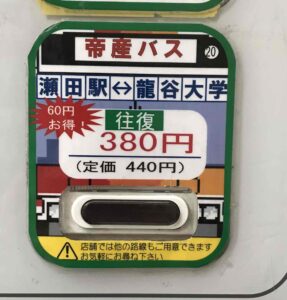 帝産バス
⑳
瀬田駅↔龍谷大学
60円
お得!
往復
380円
(定価 440円)
店舗では他の路線もご用意できます
お気軽にお尋ね下さい